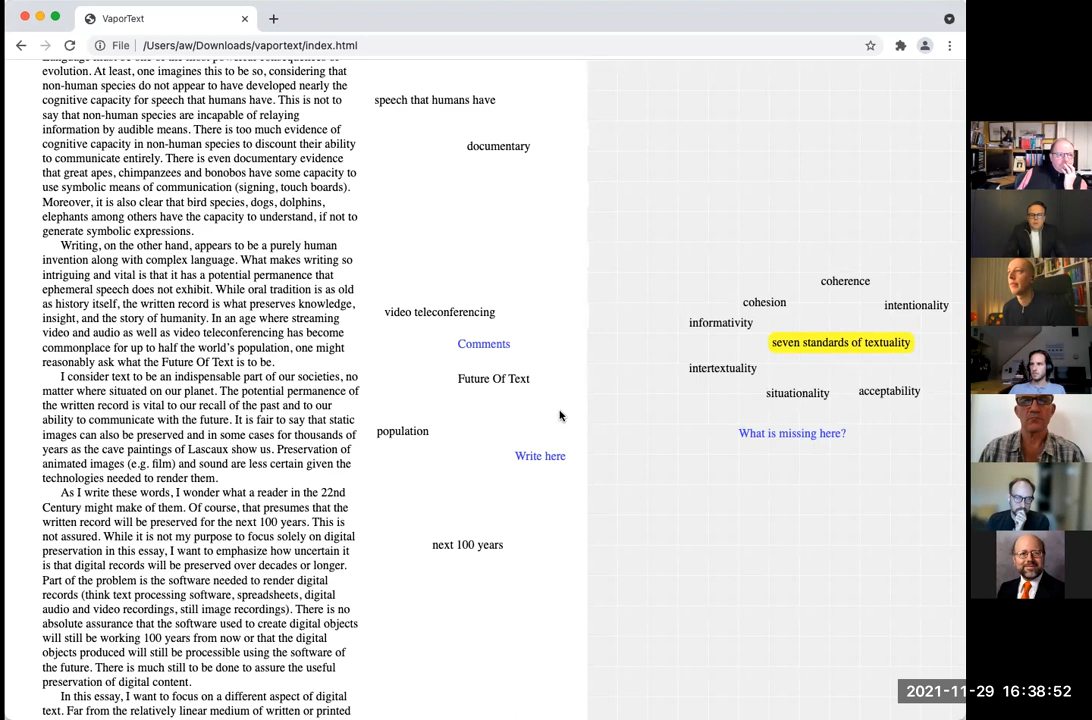 VaporText
File
/Users/aw/Downloads/vaportext/index.html
Language must be one of the most powerful consequences of
evolution. At least, one imagines this to be so, considering that
non-human species do not appear to have developed nearly the
cognitive capacity for speech that humans have. This is not to
say that non-human species are incapable of relaying
information by audible means. There is too much evidence of
cognitive capacity in non-human species to discount their ability
to communicate entirely. There is even documentary evidence
that great apes, chimpanzees and bonobos have some capacity to
use symbolic means of communication (signing, touch boards).
Moreover, it is also clear that bird species, dogs, dolphins,
elephants among others have the capacity to understand, if not to
generate symbolic expressions.
Writing, on the other hand, appears to be a purely human
invention along with complex language. What makes writing so
intriguing and vital is that it has a potential permanence that
ephemeral speech does not exhibit. While oral tradition is as old
as history itself, the written record is what preserves knowledge,
insight, and the story of humanity. In an age where streaming
video and audio as well as video teleconferencing has become
commonplace for up to half the world's population, one might
reasonably ask what the Future Of Text is to be.
I consider text to be an indispensable part of our societies, no
matter where situated on our planet. The potential permanence of
the written record is vital to our recall of the past and to our
ability to communicate with the future. It is fair to say that static
images can also be preserved and in some cases for thousands of
years as the cave paintings of Lascaux show us. Preservation of
animated images (e.g. film) and sound are less certain given the
technologies needed to render them.
As I write these words, I wonder what a reader in the 22nd
Century might make of them. Of course, that presumes that the
written record will be preserved for the next 100 years. This is
not assured. While it is not my purpose to focus solely on digital
preservation in this essay, I want to emphasize how uncertain it
is that digital records will be preserved over decades or longer.
Part of the problem is the software needed to render digital
records (think text processing software, spreadsheets, digital
audio and video recordings, still image recordings). There is no
absolute assurance that the software used to create digital objects
will still be working 100 years from now or that the digital
objects produced will still be processible using the software of
the future. There is much still to be done to assure the useful
preservation of digital content.
In this essay, I want to focus on a different aspect of digital
text. Far from the relatively linear medium of written or printed
speech that humans have
documentary
video teleconferencing
Comments
Future Of Text
population
Write here
next 100 years
coherence
cohesion
intentionality
informativity
seven standards of textuality
intertextuality
situationality
acceptability
What is missing here?
2021-11-29 16:38:52